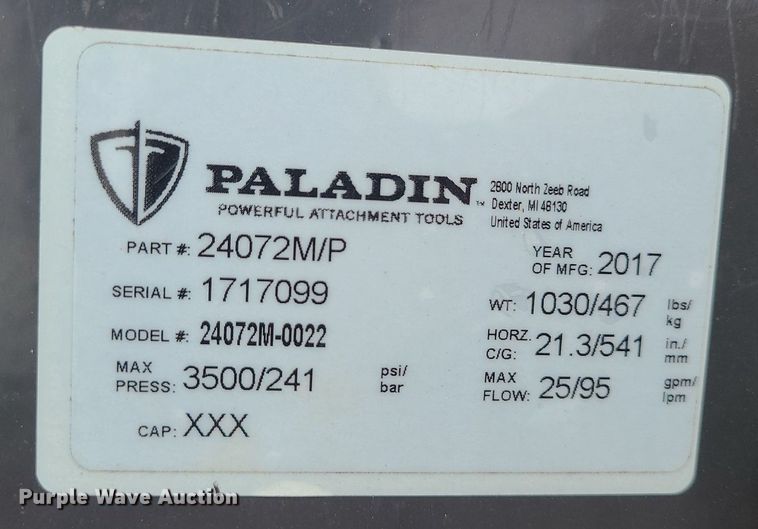 PALADIN™
POWERFUL ATTACHMENT TOOLS
2800 North Zeeb Road
Dexter, MI 48130
United States of America
PART #: 24072M/P
YEAR OF MFG: 2017
SERIAL #: 1717099
WT: 1030/467 lbs/kg
MODEL #: 24072M-0022
HORZ. C/G: 21.3/541 in./mm
MAX PRESS: 3500/241 psi/bar
MAX FLOW: 25/95 gpm/lpm
CAP: XXX
Purple Wave Auction